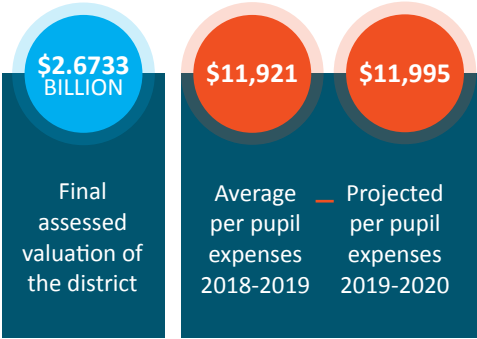 $2.6733
BILLION
Final
assessed
valuation of
the district
$11,921
Average
per pupil
expenses
2018-2019
$11,995
Projected
per pupil
expenses
2019-2020